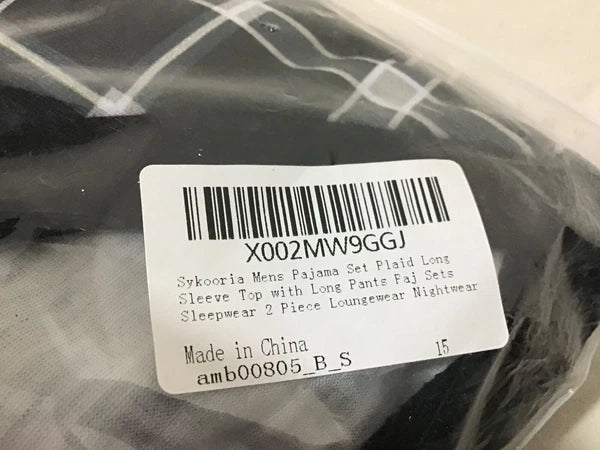 X002MW9GGJ
Sykooria Mens Pajama Set Plaid Long
Sleeve Top with Long Pants Faj Sets
Sleepwear 2 Piece Loungewear Nightwear
Made in China
15
amb00805_B_S